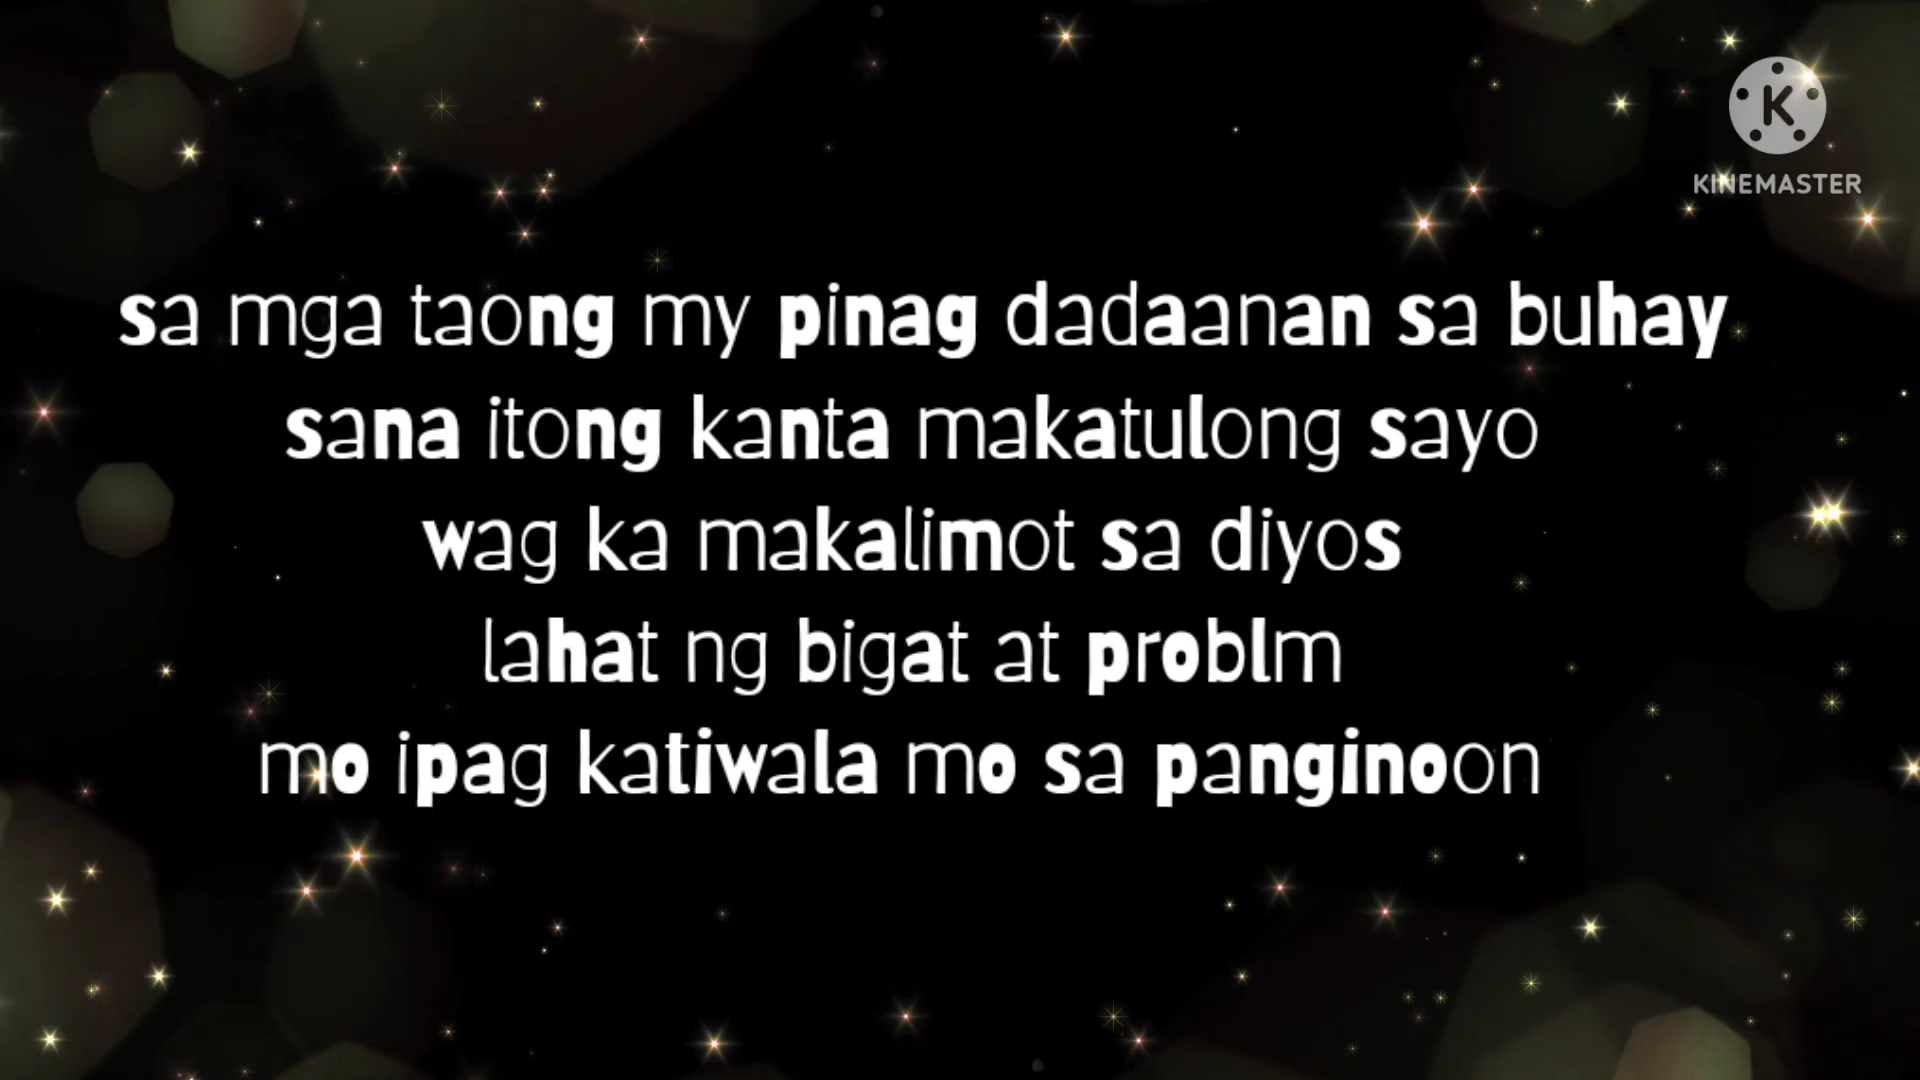 KINEMASTER
sa mga taong my pinag dadaanan sa buhay
sana itong kanta makatulong sayo
wag ka makalimot sa diyos
lahat ng bigat at problm
mo ipag katiwala mo sa panginoon